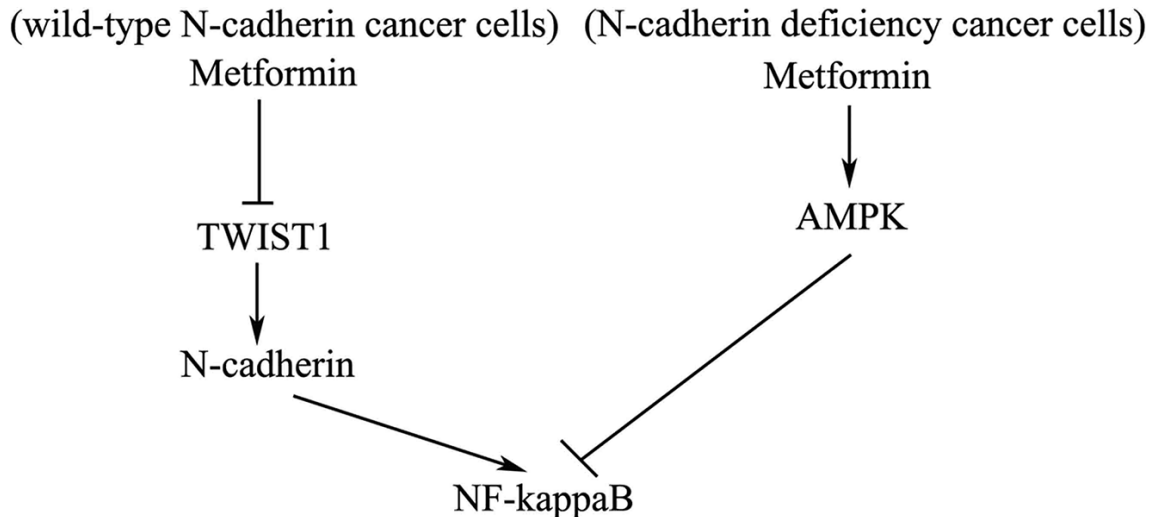 (wild-type N-cadherin cancer cells)
(N-cadherin deficiency cancer cells)
Metformin
Metformin
TWIST1
AMPK
N-cadherin
NF-kappaB